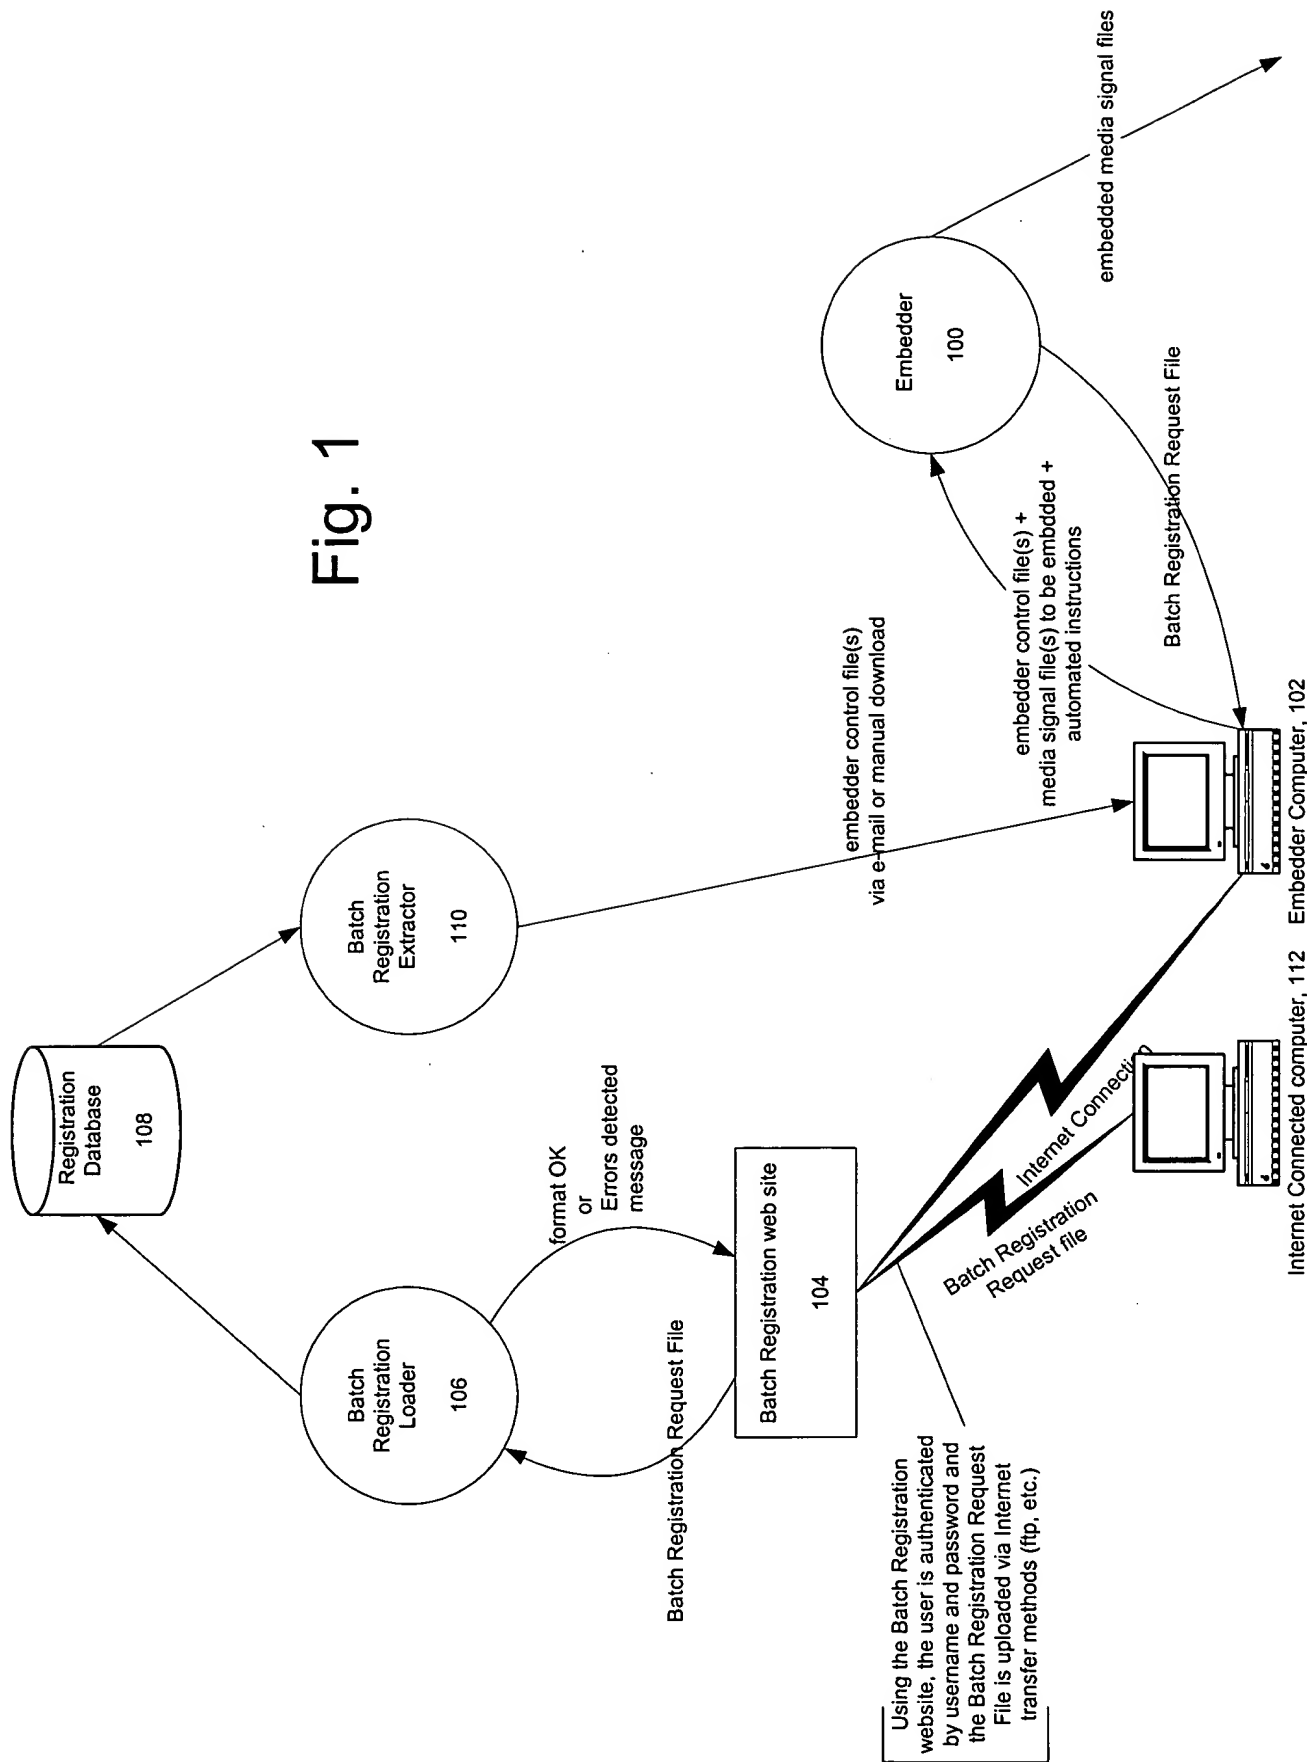 Fig. 1
Registration
Database
108
Batch
Registration
Loader
106
Batch
Registration
Extractor
110
format OK
or
Errors detected
message
Batch Registration Request File
Batch Registration web site
104
embedder control file(s)
via e-mail or manual download
Embedder
100
embedder control file(s) +
media signal file(s) to be embdded +
automated instructions
Batch Registration Request File
embedded media signal files
Using the Batch Registration
website, the user is authenticated
by username and password and
the Batch Registration Request
File is uploaded via Internet
transfer methods (ftp, etc.)
Batch Registration
Request file
Internet Connection
Internet Connected computer, 112
Embedder Computer, 102